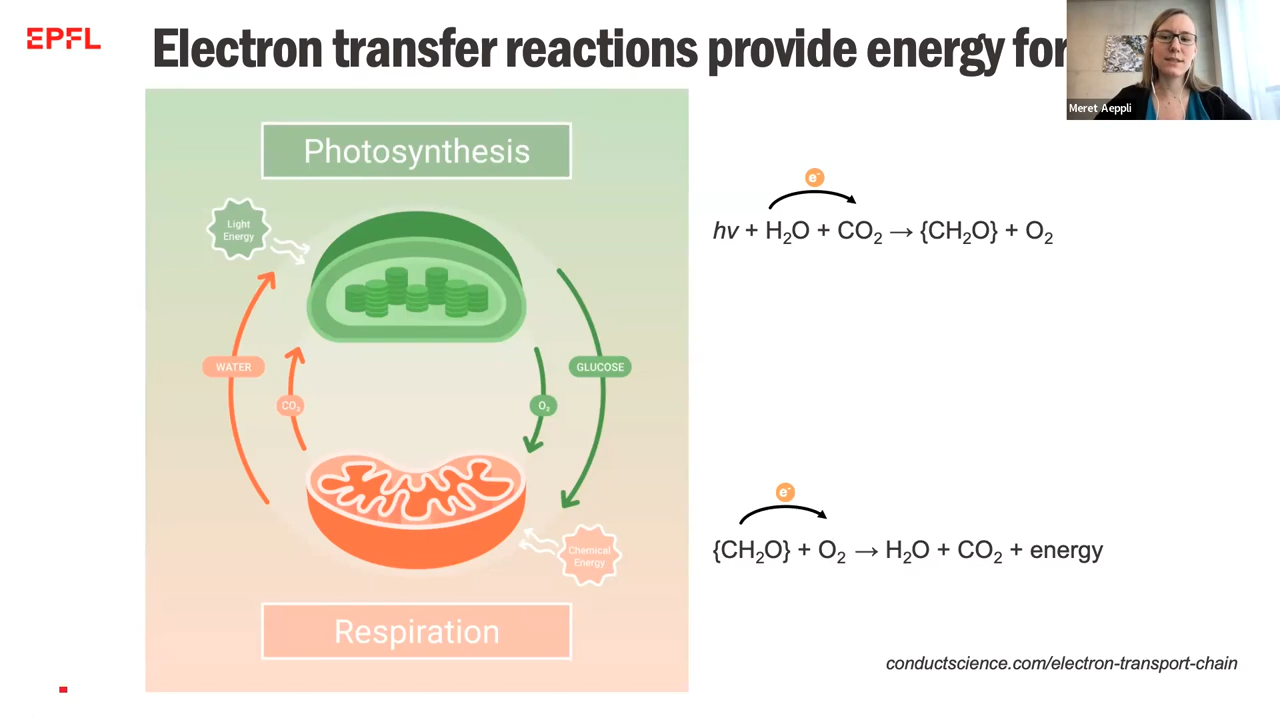 EPFL
Electron transfer reactions provide energy for
Meret Aeppli
Photosynthesis
Light
Energy
WATER
CO₂
O₂
GLUCOSE
Chemical
Energy
Respiration
e⁻
hv + H₂O + CO₂ → {CH₂O} + O₂
e⁻
{CH₂O} + O₂ → H₂O + CO₂ + energy
conductscience.com/electron-transport-chain